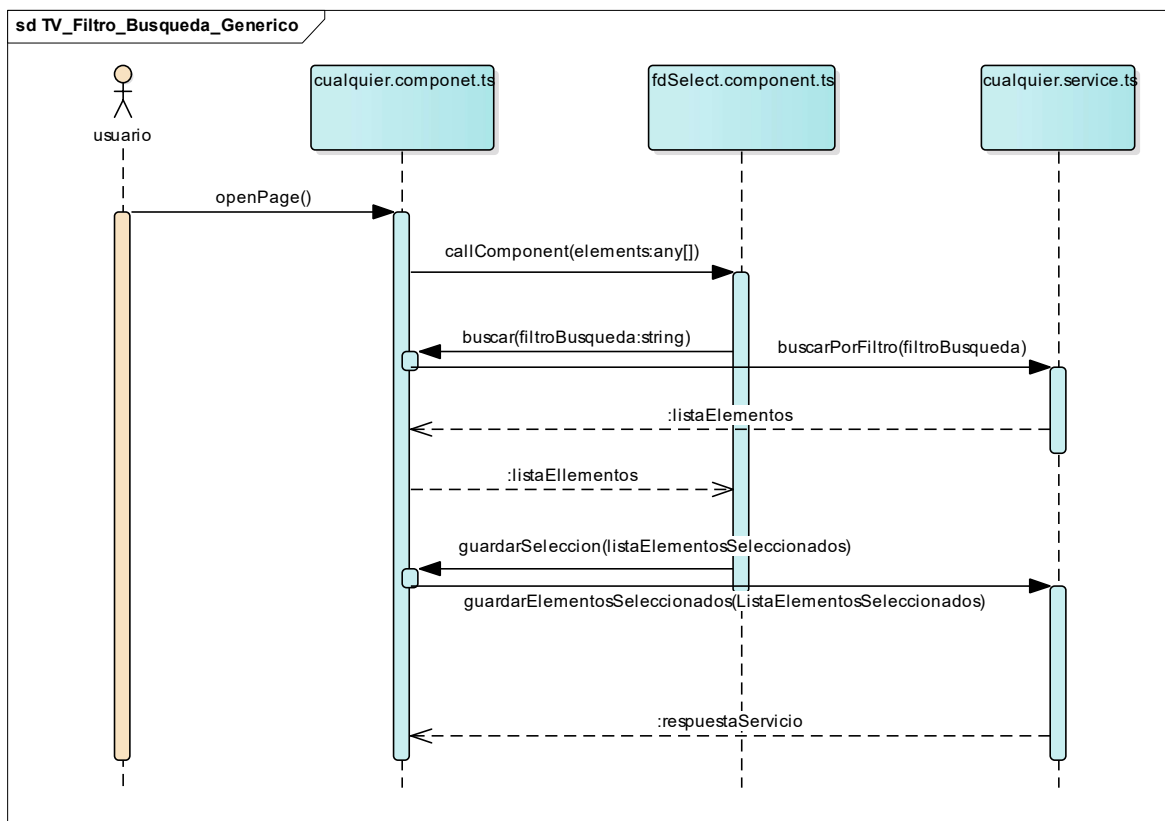 sd TV_Filtro_Busqueda_Generico
usuario
cualquier.componet.ts
fdSelect.component.ts
cualquier.service.ts
openPage()
callComponent(elements:any[])
buscar(filtroBusqueda:string)
buscarPorFiltro(filtroBusqueda)
:listaElementos
:listaEllementos
guardarSeleccion(listaElementosSeleccionados)
guardarElementosSeleccionados(ListaElementosSeleccionados)
:respuestaServicio